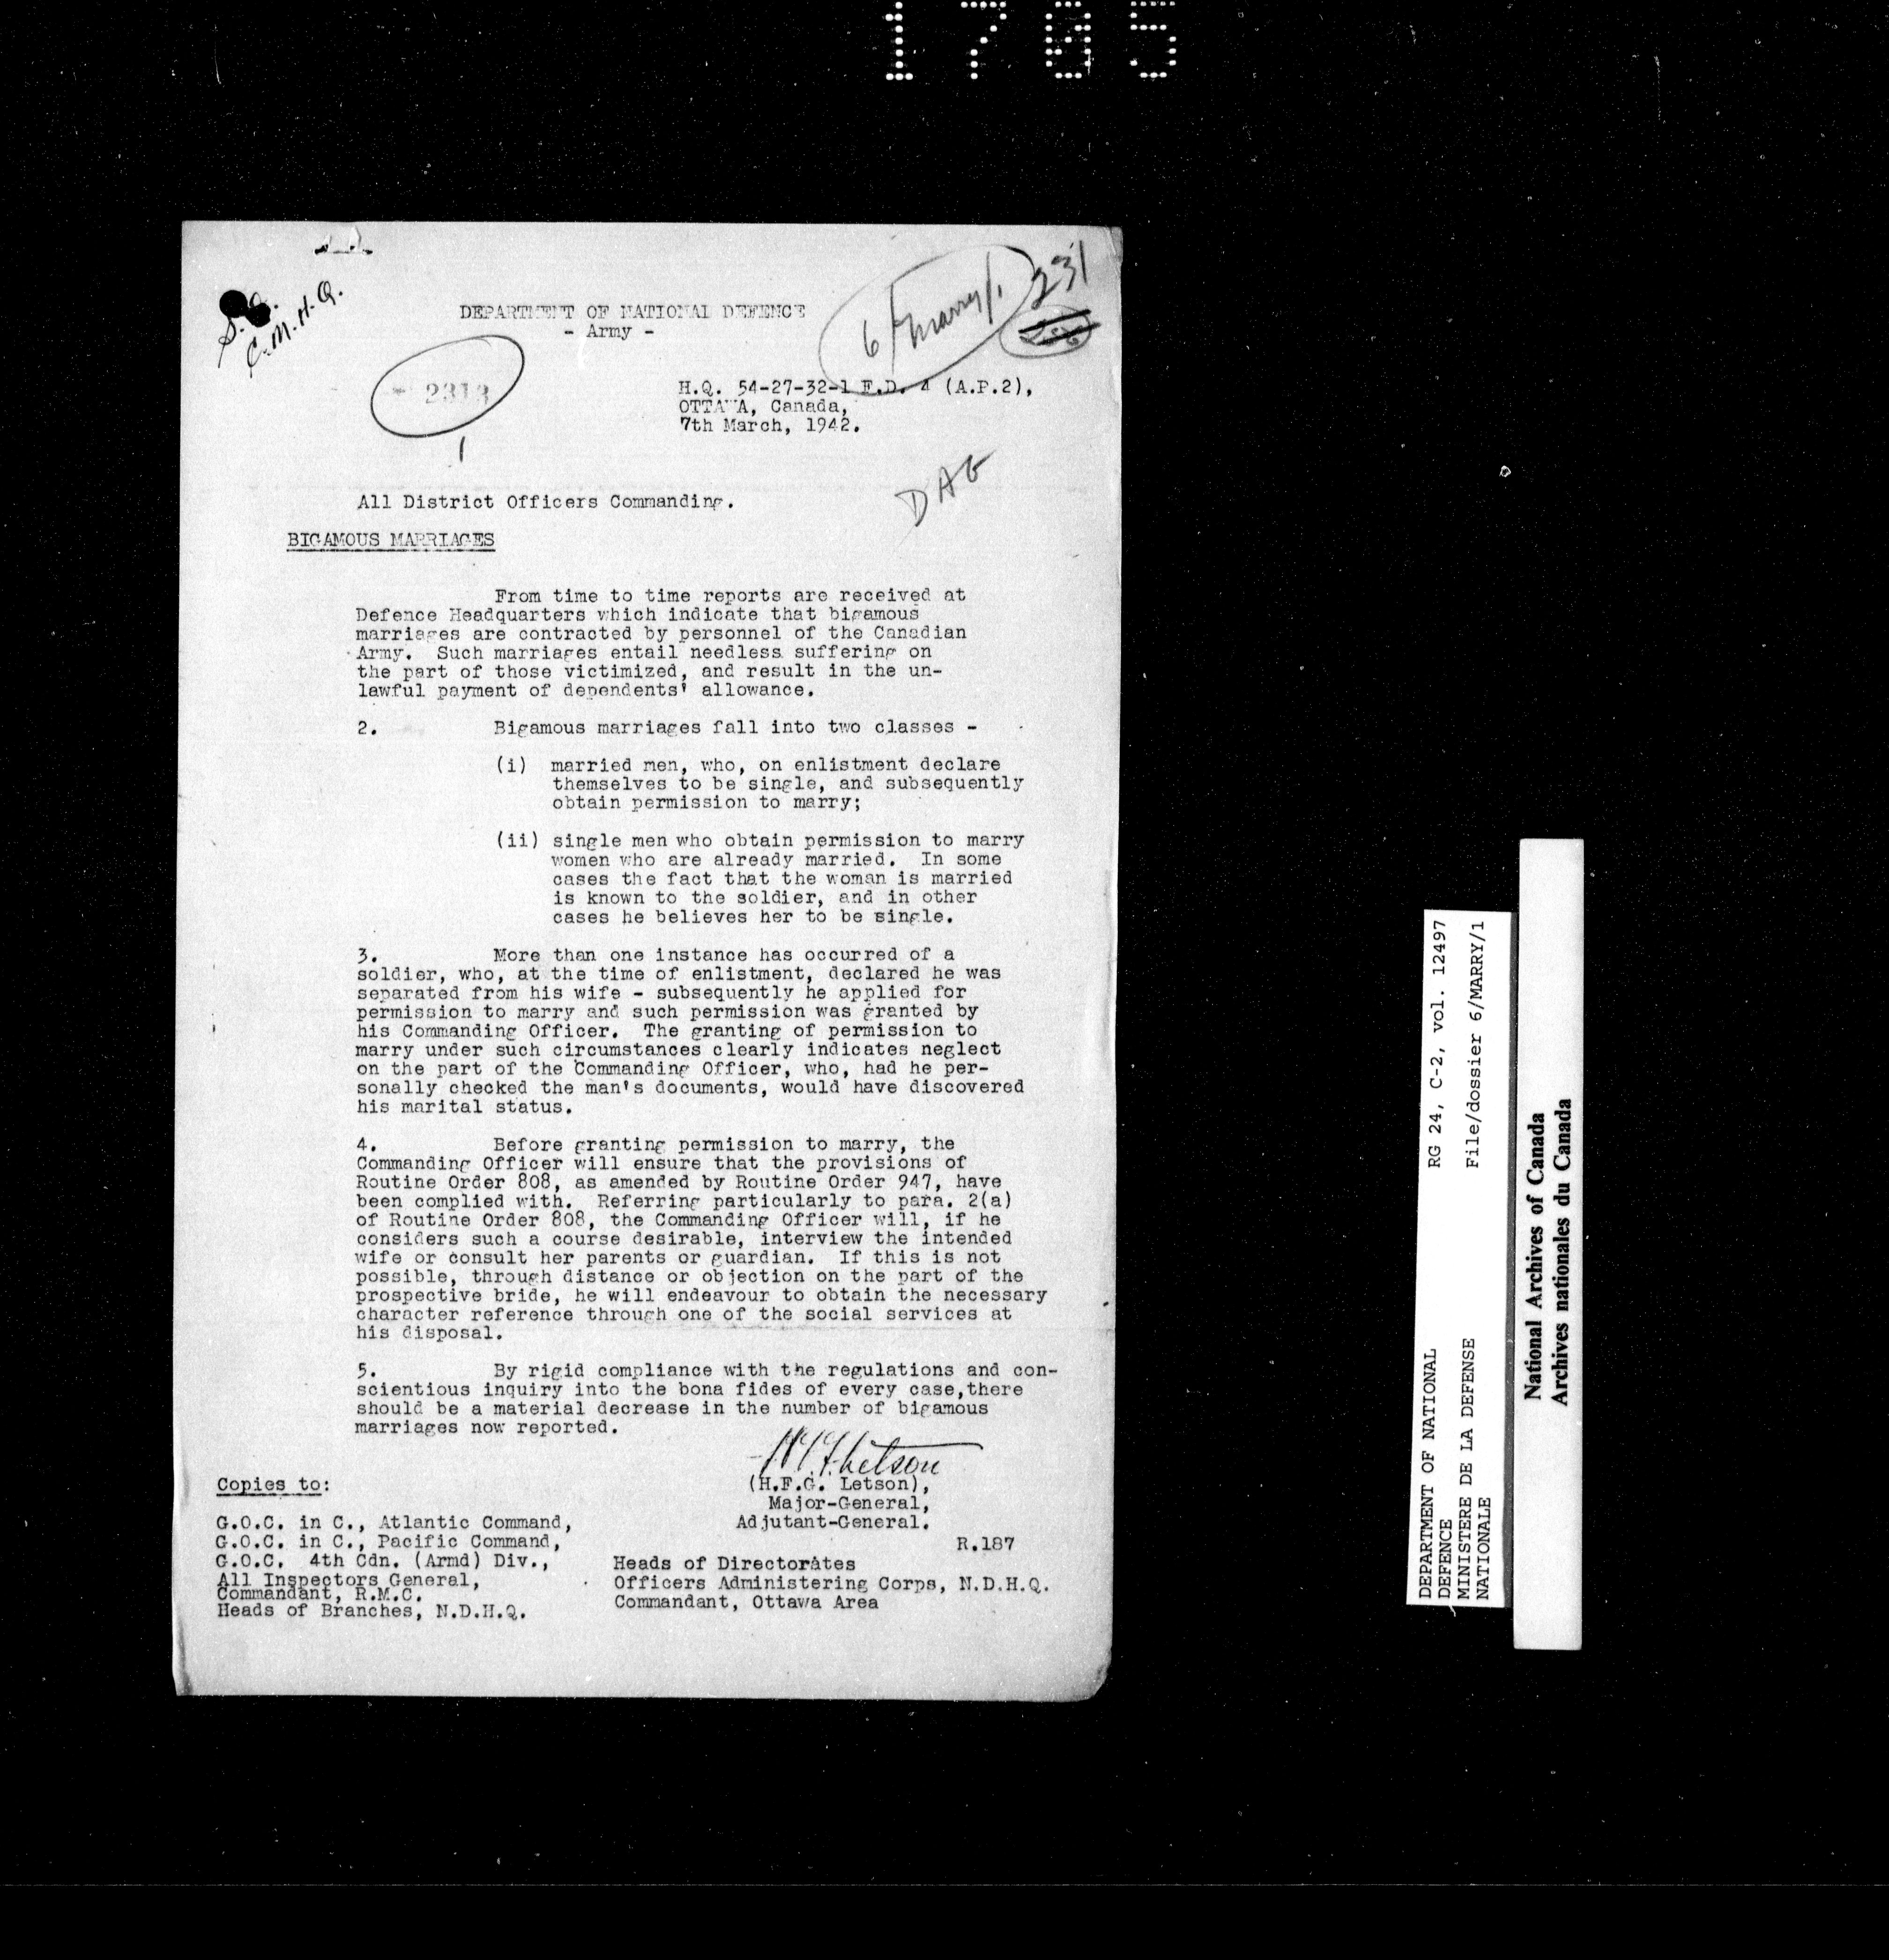 1705
S.O.
C.M.H.Q.
DEPARTMENT OF NATIONAL DEFENCE
- Army -
6/Marry/1
231
2313
1
H.Q. 54-27-32-1 F.D. 4 (A.P.2),
OTTAWA, Canada,
7th March, 1942.
DAG
All District Officers Commanding.
BIGAMOUS MARRIAGES
From time to time reports are received at
Defence Headquarters which indicate that bigamous
marriages are contracted by personnel of the Canadian
Army. Such marriages entail needless suffering on
the part of those victimized, and result in the un-
lawful payment of dependents' allowance.
2. Bigamous marriages fall into two classes -
(i) married men, who, on enlistment declare
themselves to be single, and subsequently
obtain permission to marry;
(ii) single men who obtain permission to marry
women who are already married. In some
cases the fact that the woman is married
is known to the soldier, and in other
cases he believes her to be single.
3. More than one instance has occurred of a
soldier, who, at the time of enlistment, declared he was
separated from his wife - subsequently he applied for
permission to marry and such permission was granted by
his Commanding Officer. The granting of permission to
marry under such circumstances clearly indicates neglect
on the part of the Commanding Officer, who, had he per-
sonally checked the man's documents, would have discovered
his marital status.
4. Before granting permission to marry, the
Commanding Officer will ensure that the provisions of
Routine Order 808, as amended by Routine Order 947, have
been complied with. Referring particularly to para. 2(a)
of Routine Order 808, the Commanding Officer will, if he
considers such a course desirable, interview the intended
wife or consult her parents or guardian. If this is not
possible, through distance or objection on the part of the
prospective bride, he will endeavour to obtain the necessary
character reference through one of the social services at
his disposal.
5. By rigid compliance with the regulations and con-
scientious inquiry into the bona fides of every case,there
should be a material decrease in the number of bigamous
marriages now reported.
H.F.G. Letson
(H.F.G. Letson),
Major-General,
Adjutant-General.
R.187
Copies to:
G.O.C. in C., Atlantic Command,
G.O.C. in C., Pacific Command,
G.O.C. 4th Cdn. (Armd) Div.,
All Inspectors General,
Commandant, R.M.C.
Heads of Branches, N.D.H.Q.
Heads of Directorates
Officers Administering Corps, N.D.H.Q.
Commandant, Ottawa Area
DEPARTMENT OF NATIONAL RG 24, C-2, vol. 12497
DEFENCE
MINISTERE DE LA DEFENSE File/dossier 6/MARRY/1
NATIONALE
National Archives of Canada
Archives nationales du Canada